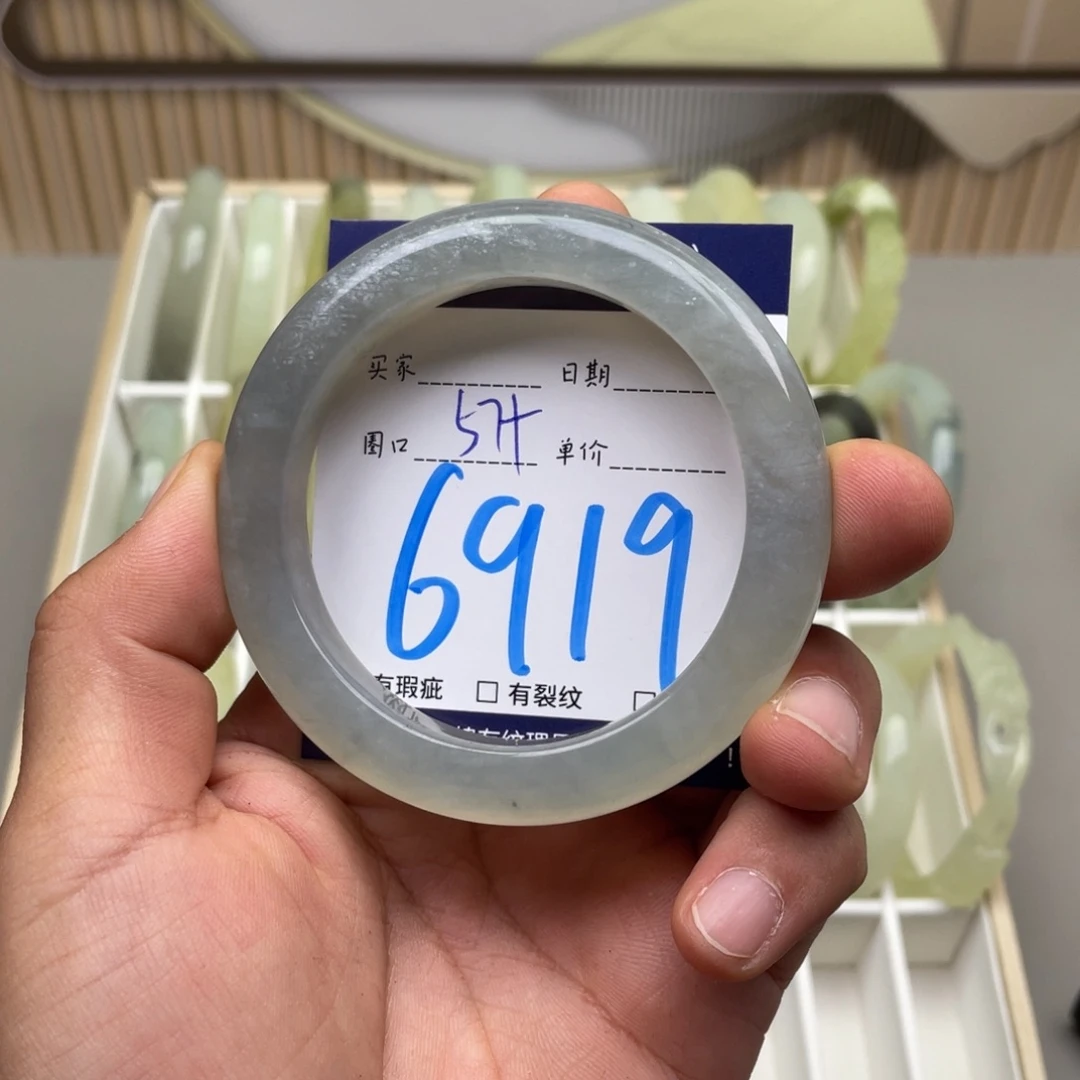 买家 日期
圈口 57+ 单价
6919
有瑕疵 □ 有裂纹 □